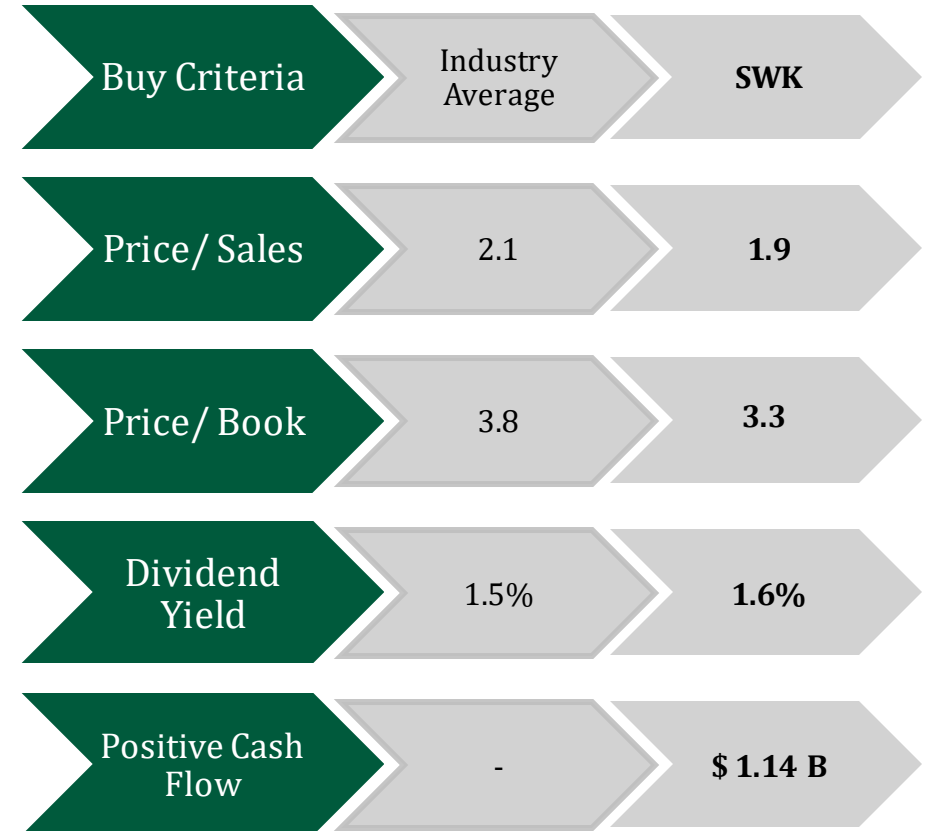 Buy Criteria
Industry
Average
SWK
Price/ Sales
2.1
1.9
Price/ Book
3.8
3.3
Dividend
Yield
1.5%
1.6%
Positive Cash
Flow
-
$ 1.14 B